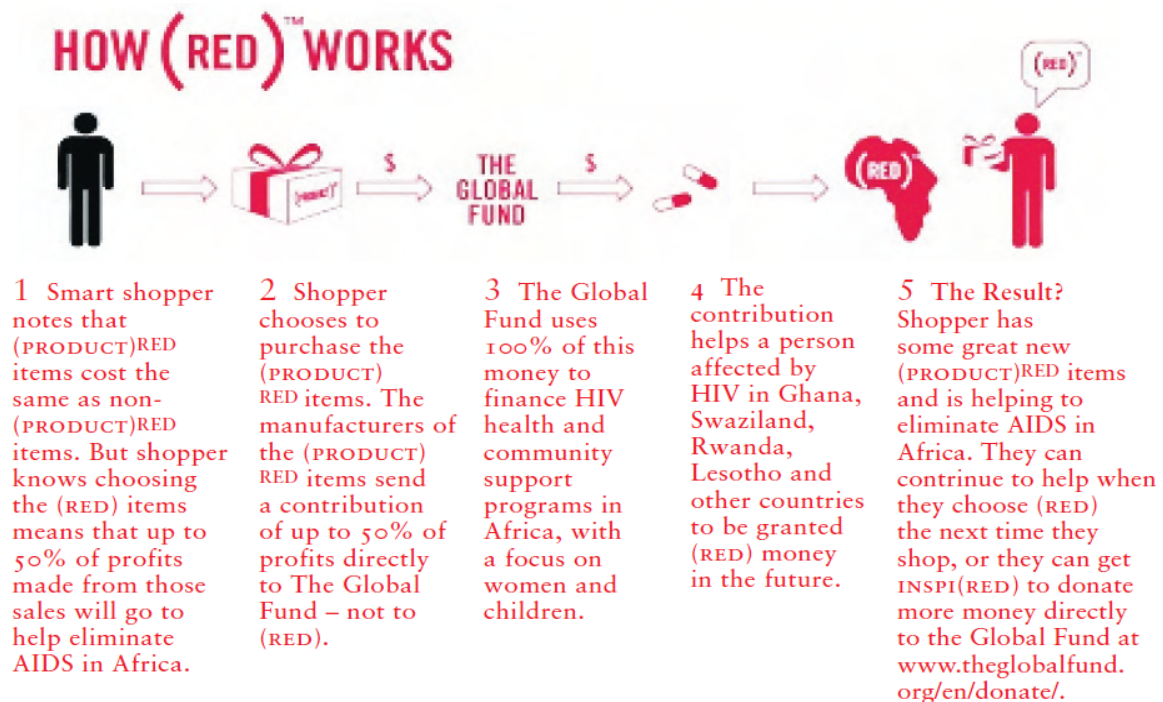 HOW (RED)™ WORKS
(RED)™
$
THE
GLOBAL
FUND
$
(PRODUCT)™
(RED)
1 Smart shopper
notes that
(PRODUCT)RED
items cost the
same as non-
(PRODUCT)RED
items. But shopper
knows choosing
the (RED) items
means that up to
50% of profits
made from those
sales will go to
help eliminate
AIDS in Africa.
2 Shopper
chooses to
purchase the
(PRODUCT)
RED items. The
manufacturers of
the (PRODUCT)
RED items send
a contribution
of up to 50% of
profits directly
to The Global
Fund – not to
(RED).
3 The Global
Fund uses
100% of this
money to
finance HIV
health and
community
support
programs in
Africa, with
a focus on
women and
children.
4 The
contribution
helps a person
affected by
HIV in Ghana,
Swaziland,
Rwanda,
Lesotho and
other countries
to be granted
(RED) money
in the future.
5 The Result?
Shopper has
some great new
(PRODUCT)RED items
and is helping to
eliminate AIDS in
Africa. They can
continue to help when
they choose (RED)
the next time they
shop, or they can get
INSPI(RED) to donate
more money directly
to the Global Fund at
www.theglobalfund.
org/en/donate/.